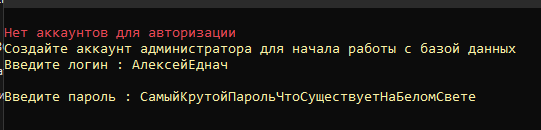 Нет аккаунтов для авторизации
Создайте аккаунт администратора для начала работы с базой данных
Введите логин : АлексейЕднач
Введите пароль : СамыйКрутойПарольЧтоСуществуетНаБеломСвете